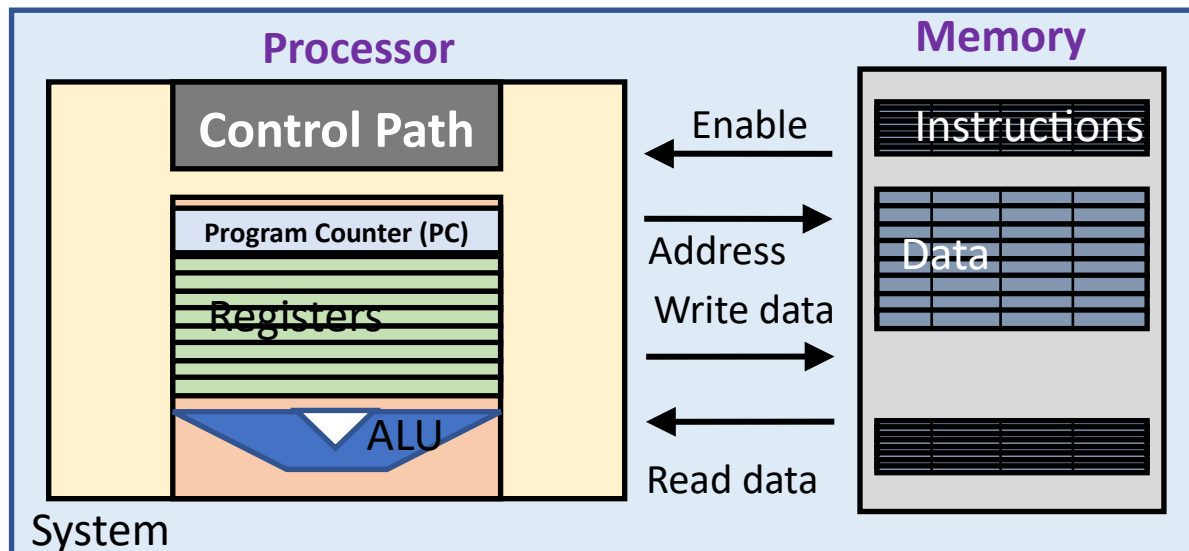 Processor
Memory
Control Path
Enable
Instructions
Program Counter (PC)
Address
Data
Registers
Write data
ALU
Read data
System